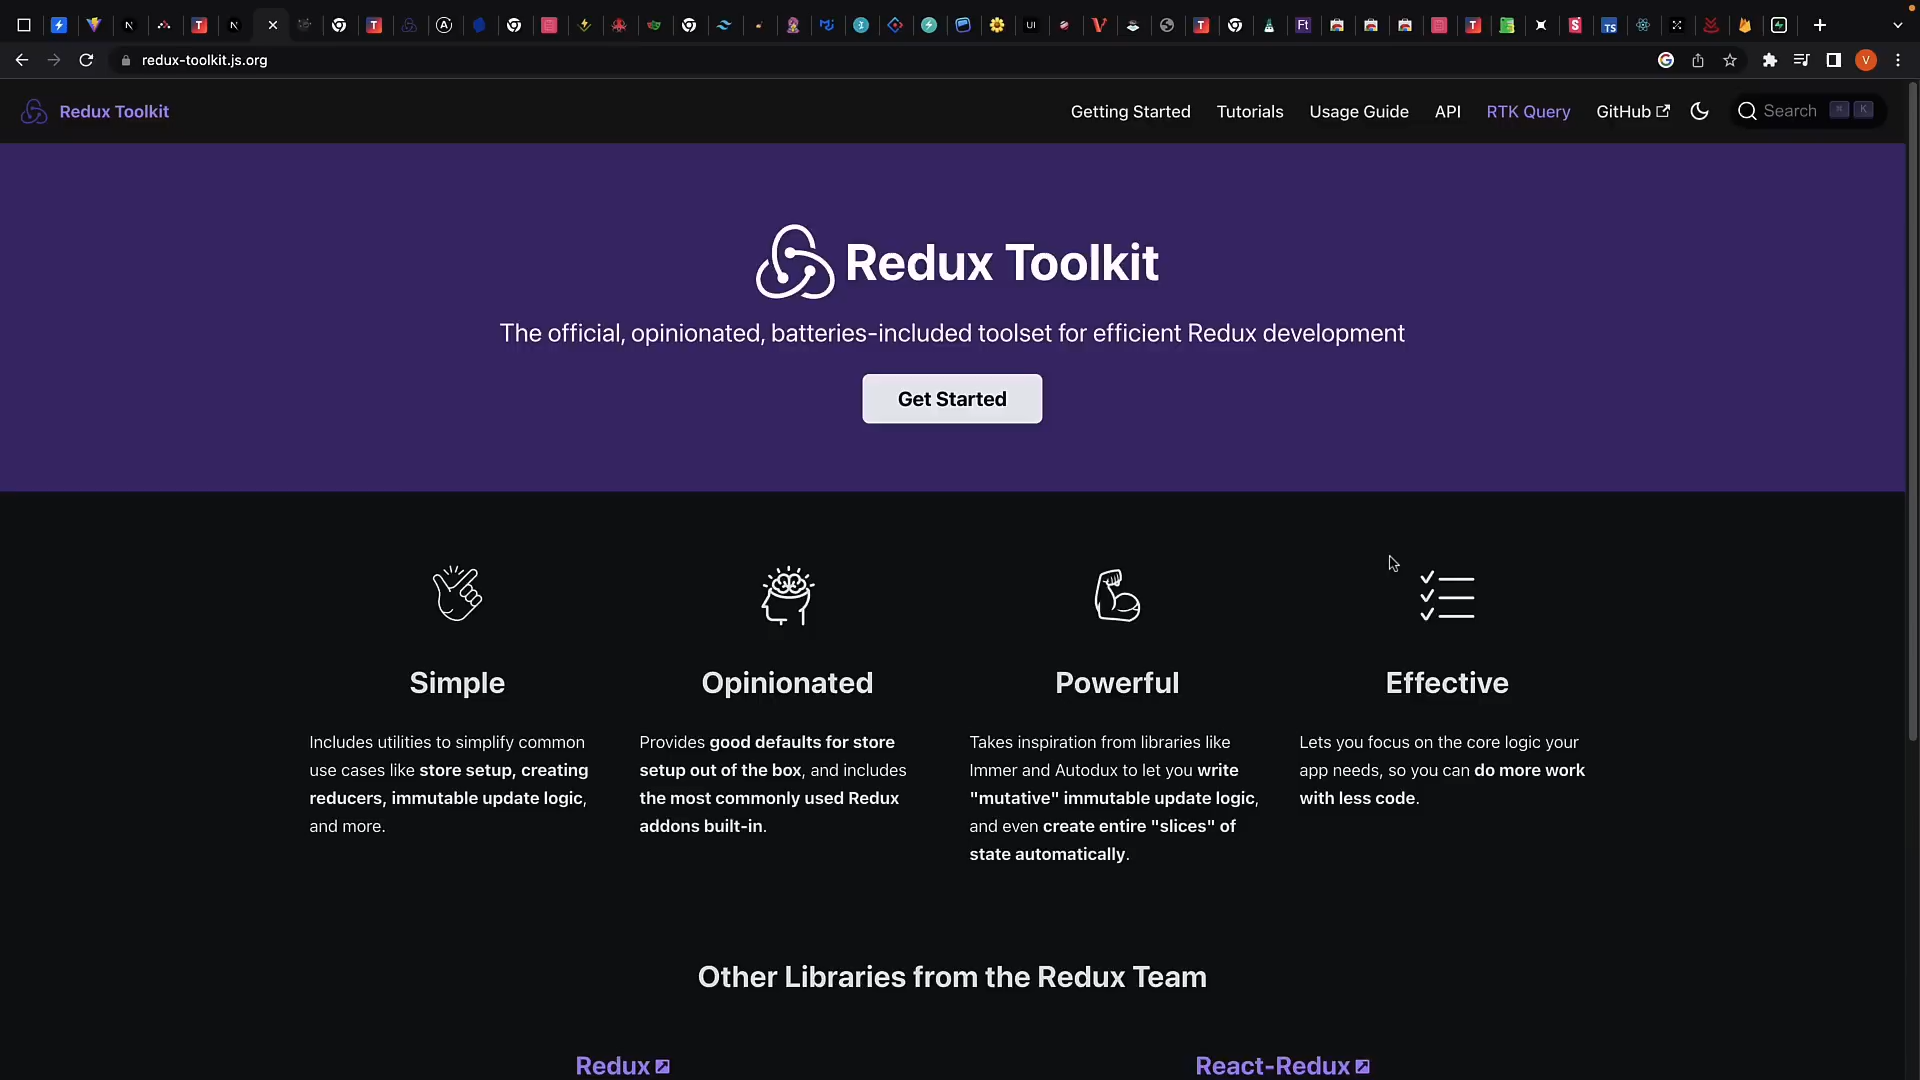 redux-toolkit.js.org
V
Redux Toolkit
Getting Started
Tutorials
Usage Guide
API
RTK Query
GitHub
Search
⌘ K
Redux Toolkit
The official, opinionated, batteries-included toolset for efficient Redux development
Get Started
Simple
Includes utilities to simplify common
use cases like store setup, creating
reducers, immutable update logic,
and more.
Opinionated
Provides good defaults for store
setup out of the box, and includes
the most commonly used Redux
addons built-in.
Powerful
Takes inspiration from libraries like
Immer and Autodux to let you write
"mutative" immutable update logic,
and even create entire "slices" of
state automatically.
Effective
Lets you focus on the core logic your
app needs, so you can do more work
with less code.
Other Libraries from the Redux Team
Redux
React-Redux